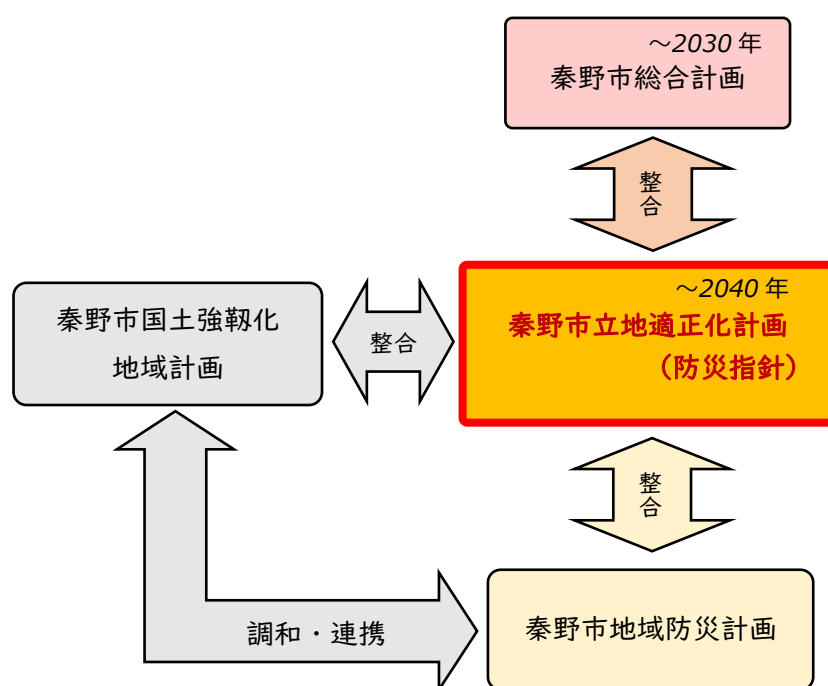 ～2030年
秦野市総合計画
整合
～2040年
秦野市立地適正化計画
（防災指針）
秦野市国土強靱化
地域計画
整合
整合
調和・連携
秦野市地域防災計画